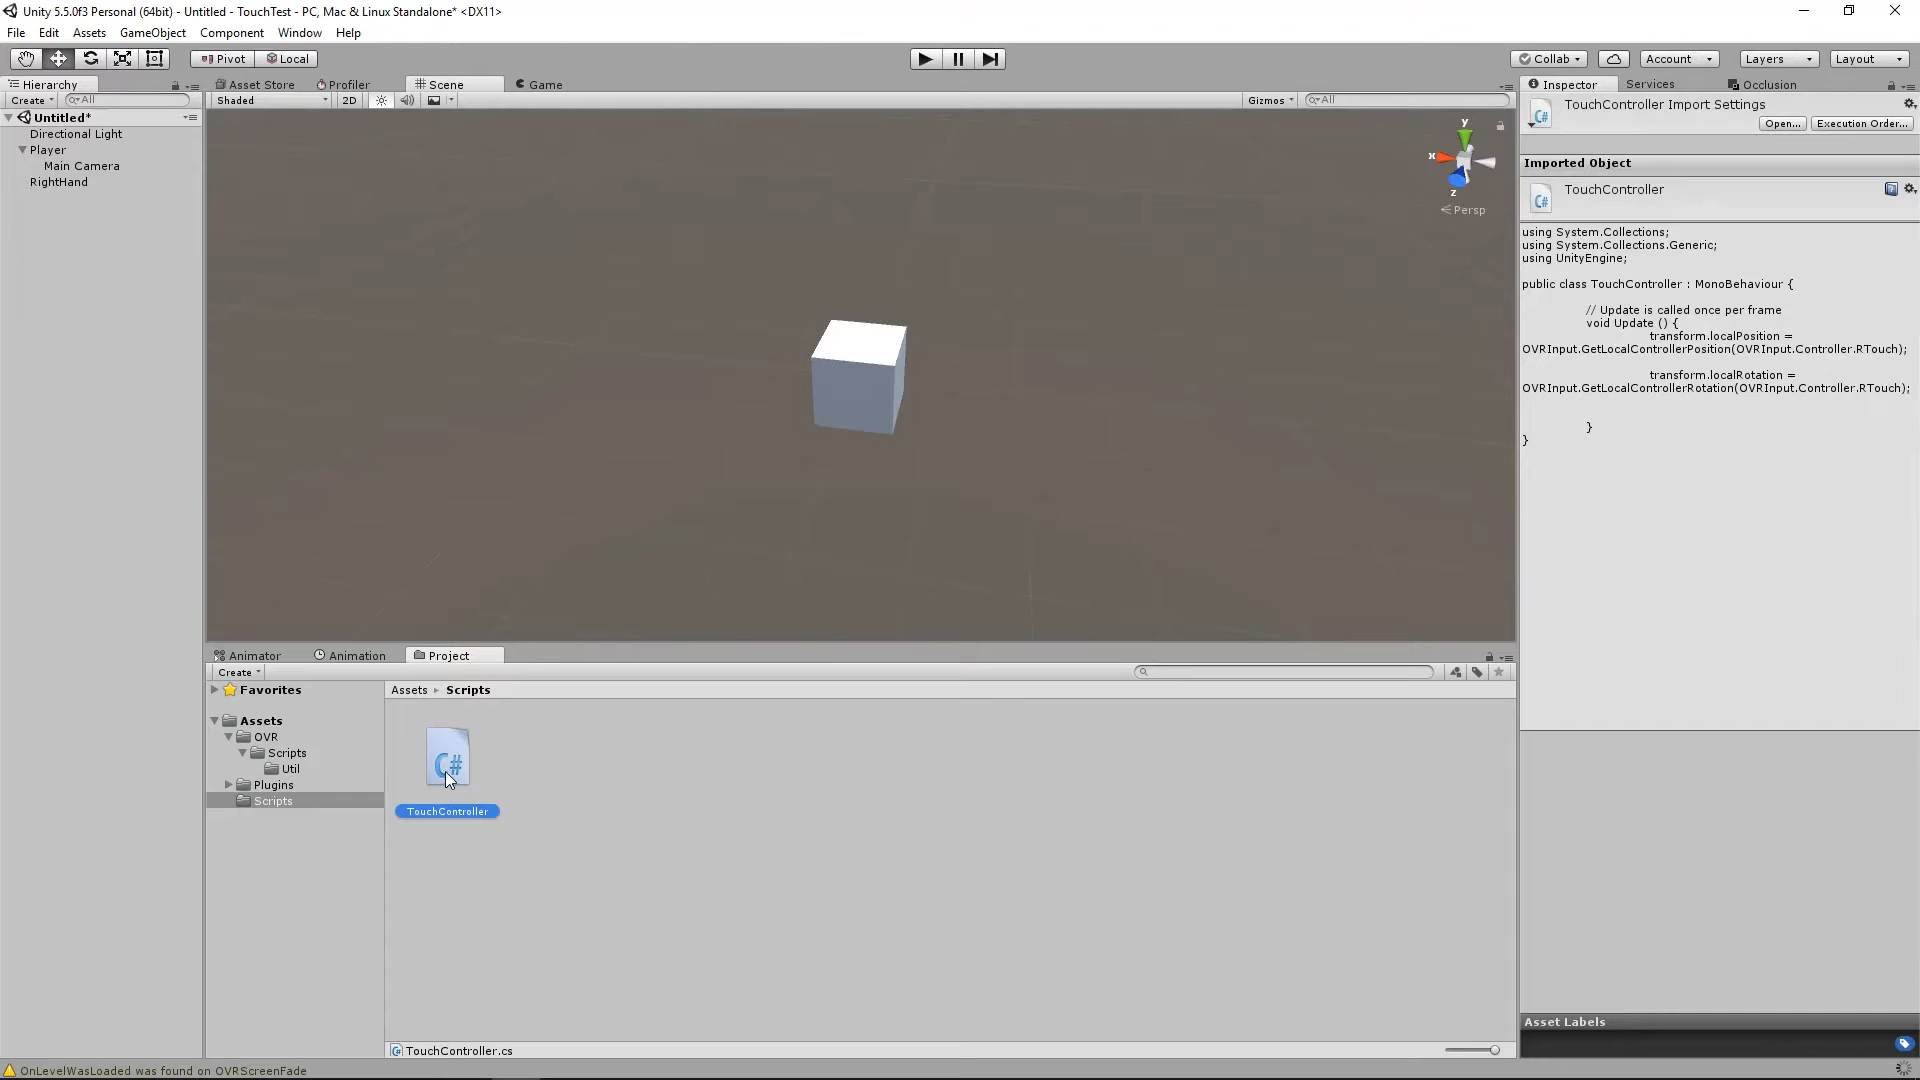 Unity 5.5.0f3 Personal (64bit) - Untitled - TouchTest - PC, Mac & Linux Standalone* <DX11>
File Edit Assets GameObject Component Window Help
Pivot Local Collab Account Layers Layout
Hierarchy
Create All
Untitled*
Directional Light
Player
Main Camera
RightHand
Asset Store Profiler Scene Game
Shaded 2D Gizmos All
y
x
z
Persp
Animator Animation Project
Create
Favorites
Assets
OVR
Scripts
Util
Plugins
Scripts
Assets Scripts
C#
TouchController
TouchController.cs
Inspector Services Occlusion
TouchController Import Settings
Open... Execution Order...
Imported Object
TouchController
using System.Collections;
using System.Collections.Generic;
using UnityEngine;
public class TouchController : MonoBehaviour {
// Update is called once per frame
void Update () {
transform.localPosition =
OVRInput.GetLocalControllerPosition(OVRInput.Controller.RTouch);
transform.localRotation =
OVRInput.GetLocalControllerRotation(OVRInput.Controller.RTouch);
}
}
Asset Labels
OnLevelWasLoaded was found on OVRScreenFade